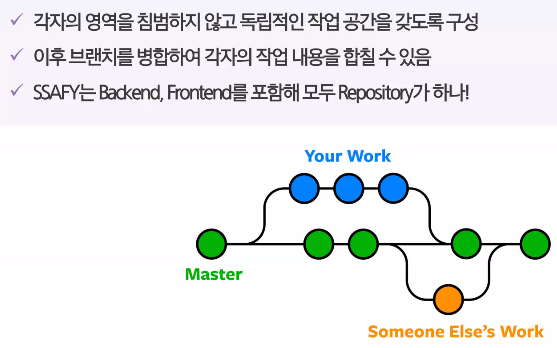 각자의 영역을 침범하지 않고 독립적인 작업 공간을 갖도록 구성
이후 브랜치를 병합하여 각자의 작업 내용을 합칠 수 있음
SSAFY는 Backend, Frontend를 포함해 모두 Repository가 하나!
Your Work
Master
Someone Else's Work